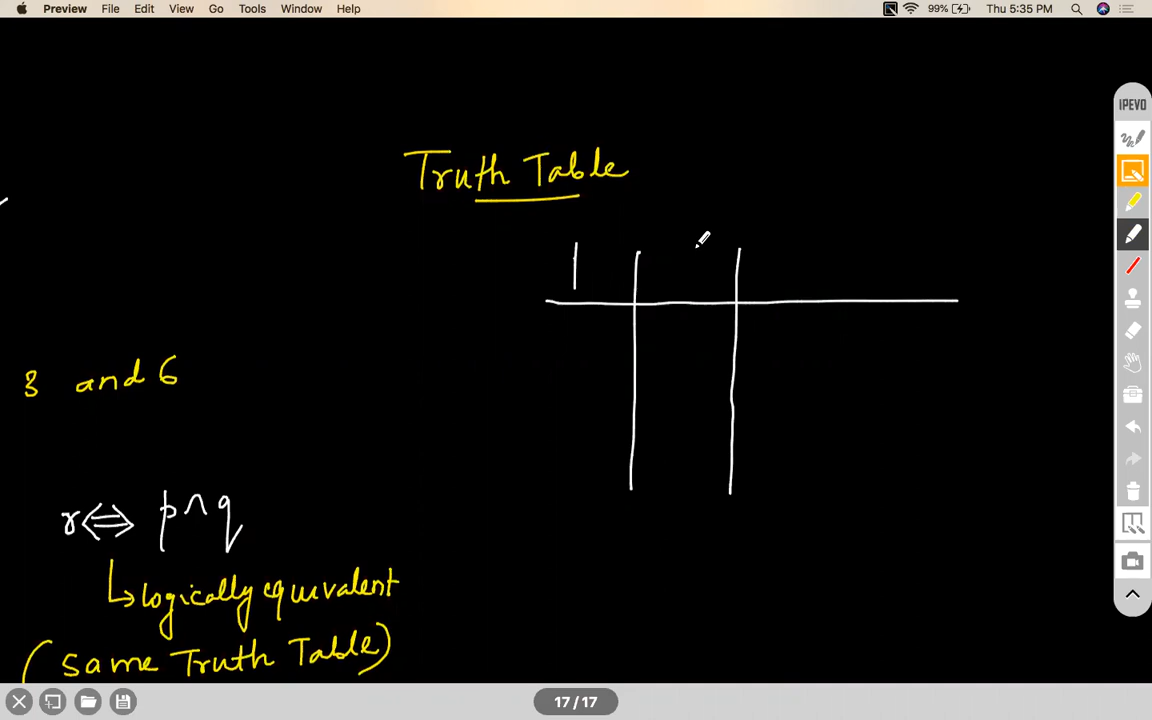 Preview File Edit View Go Tools Window Help 99% Thu 5:35 PM
IPEVO
Truth Table
3 and 6
r ⇔ p ∧ q
↳ logically equivalent
(same Truth Table)
17/17